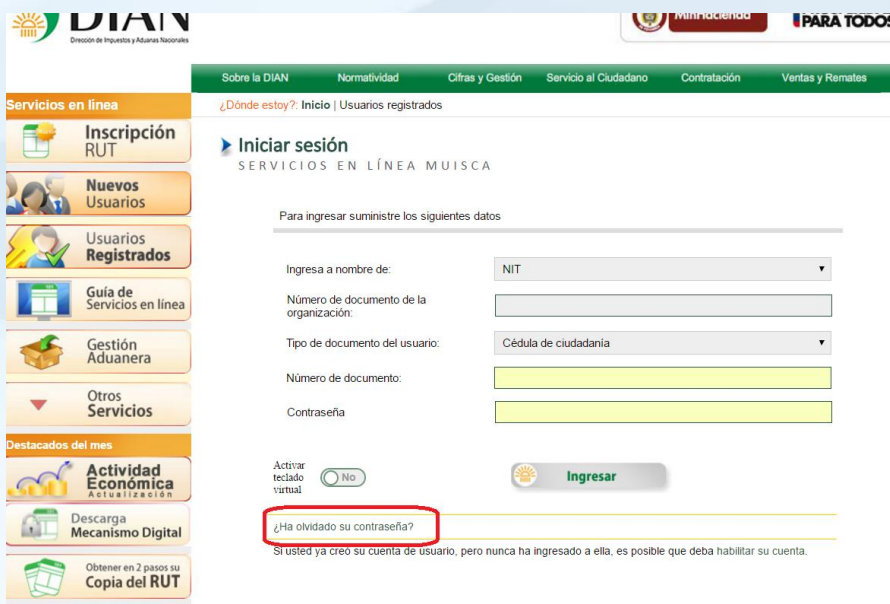 DIAN
Dirección de Impuestos y Aduanas Nacionales
MinHacienda
PARA TODOS
Sobre la DIAN
Normatividad
Cifras y Gestión
Servicio al Ciudadano
Contratación
Ventas y Remates
Servicios en línea
Inscripción
RUT
Nuevos
Usuarios
Usuarios
Registrados
Guía de
Servicios en línea
Gestión
Aduanera
Otros
Servicios
Destacados del mes
Actividad
Económica
Actualización
Descarga
Mecanismo Digital
Obtener en 2 pasos su
Copia del RUT
¿Dónde estoy?: Inicio | Usuarios registrados
Iniciar sesión
SERVICIOS EN LÍNEA MUISCA
Para ingresar suministre los siguientes datos
Ingresa a nombre de:
NIT
Número de documento de la
organización:
Tipo de documento del usuario:
Cédula de ciudadanía
Número de documento:
Contraseña
Activar
teclado
virtual
No
Ingresar
¿Ha olvidado su contraseña?
Si usted ya creó su cuenta de usuario, pero nunca ha ingresado a ella, es posible que deba habilitar su cuenta.